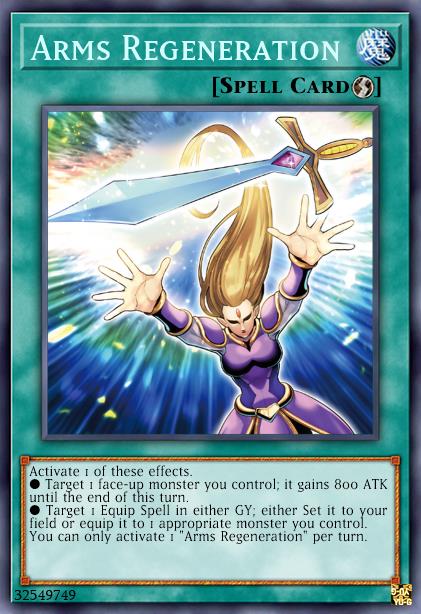 Arms Regeneration
魔
[Spell Card]
Activate 1 of these effects.
● Target 1 face-up monster you control; it gains 800 ATK
until the end of this turn.
● Target 1 Equip Spell in either GY; either Set it to your
field or equip it to 1 appropriate monster you control.
You can only activate 1 "Arms Regeneration" per turn.
32549749